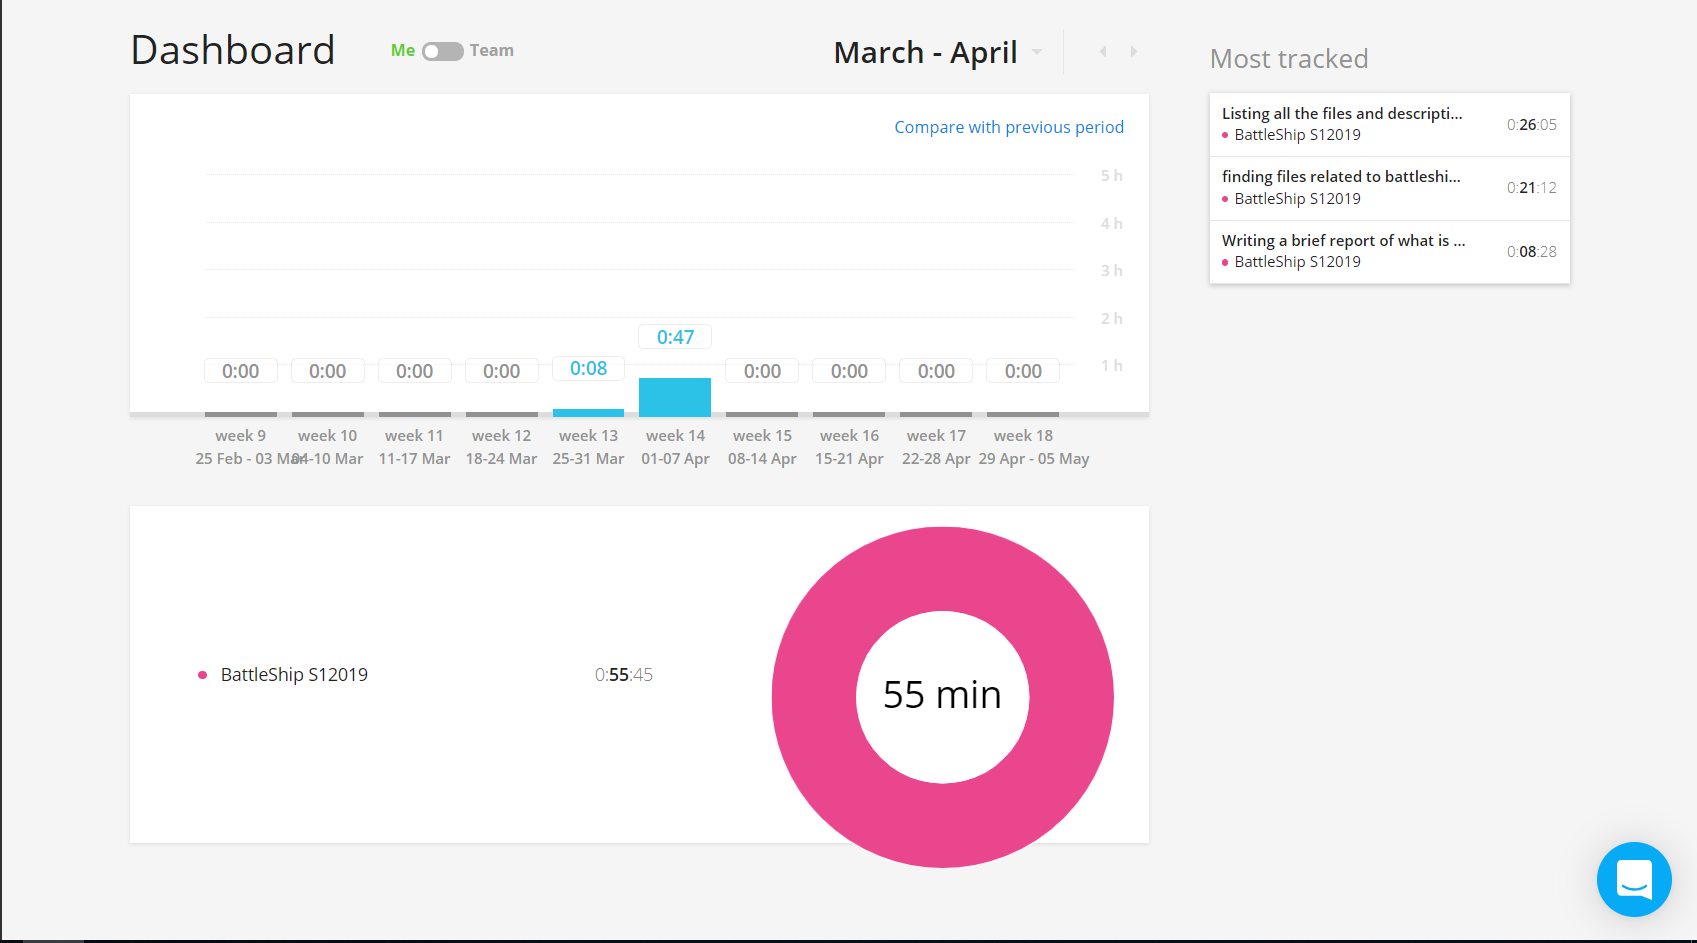 Dashboard
Me Team
March - April
Most tracked
Compare with previous period
5 h
4 h
3 h
2 h
1 h
0:00 0:00 0:00 0:00 0:08 0:47 0:00 0:00 0:00 0:00
week 9 week 10 week 11 week 12 week 13 week 14 week 15 week 16 week 17 week 18
25 Feb - 03 Mar 04-10 Mar 11-17 Mar 18-24 Mar 25-31 Mar 01-07 Apr 08-14 Apr 15-21 Apr 22-28 Apr 29 Apr - 05 May
Listing all the files and descripti...
BattleShip S12019
0:26:05
finding files related to battleshi...
BattleShip S12019
0:21:12
Writing a brief report of what is ...
BattleShip S12019
0:08:28
BattleShip S12019 0:55:45
55 min